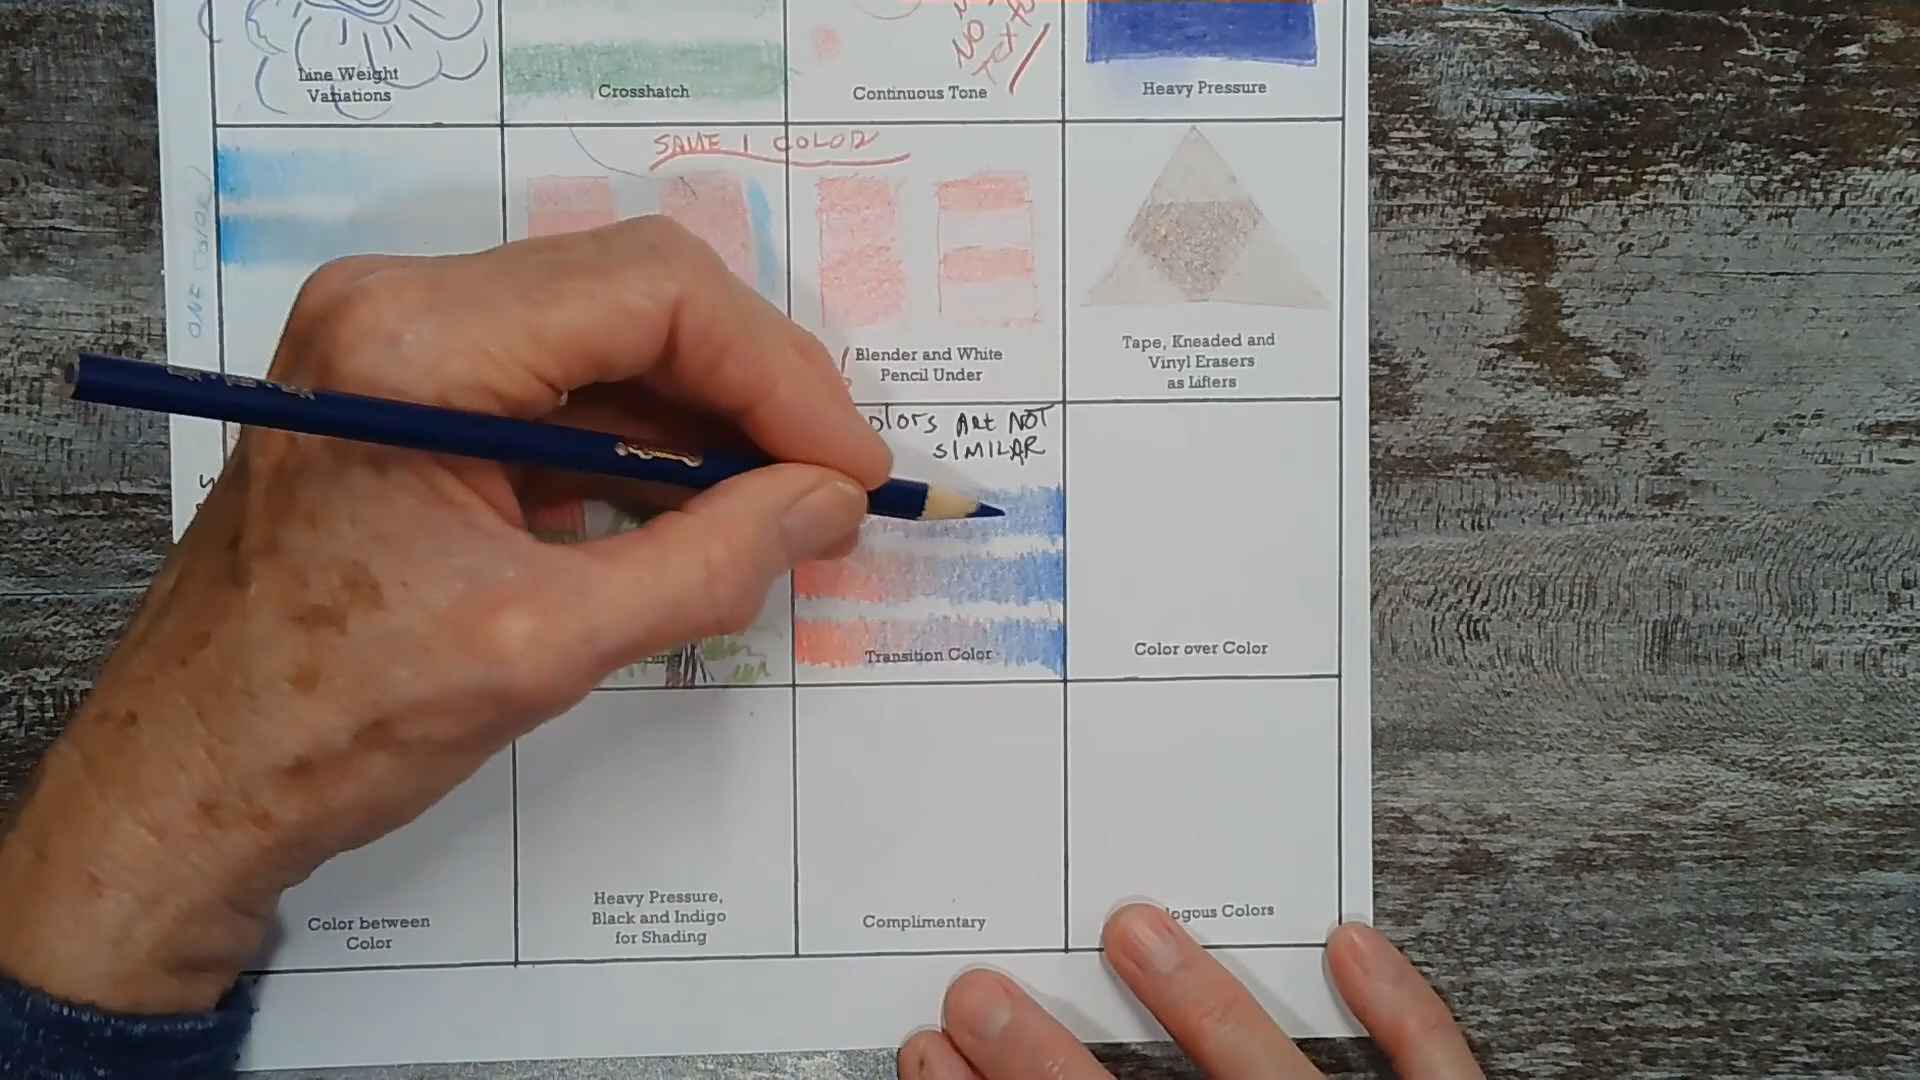 NO
Line Weight
Variations
Crosshatch
Continuous Tone
Heavy Pressure
SAME 1 COLOR
ONE COLOR
Blender and White
Pencil Under
Tape, Kneaded and
Vinyl Erasers
as Lifters
olors ARE NOT
SIMILAR
Transition Color
Color over Color
Color between
Color
Heavy Pressure,
Black and Indigo
for Shading
Complimentary
logous Colors